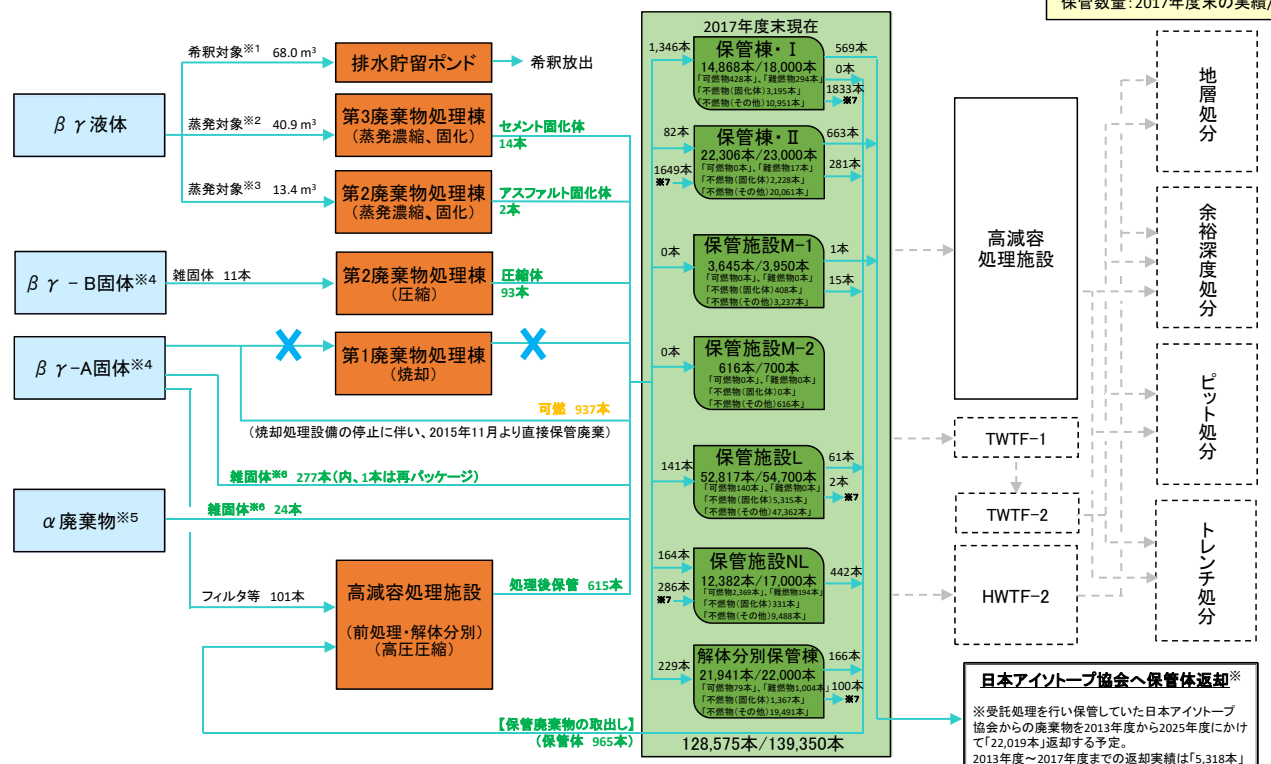 保管数量:2017年度末の実績/
βγ液体
希釈対象※1 68.0 m³
排水貯留ポンド
希釈放出
蒸発対象※2 40.9 m³
第3廃棄物処理棟
(蒸発濃縮、固化)
セメント固化体
14本
蒸発対象※3 13.4 m³
第2廃棄物処理棟
(蒸発濃縮、固化)
アスファルト固化体
2本
βγ-B固体※4
雑固体 11本
第2廃棄物処理棟
(圧縮)
圧縮体
93本
βγ-A固体※4
第1廃棄物処理棟
(焼却)
可燃 937本
(焼却処理設備の停止に伴い、2015年11月より直接保管廃棄)
雑固体※6 277本(内、1本は再パッケージ)
α廃棄物※5
雑固体※6 24本
フィルタ等 101本
高減容処理施設
(前処理・解体分別)
(高圧圧縮)
処理後保管 615本
【保管廃棄物の取出し】
(保管体 965本)
2017年度末現在
1,346本
保管棟・Ⅰ
14,868本/18,000本
「可燃物428本」、「難燃物294本」
「不燃物(固化体)3,195本」
「不燃物(その他)10,951本」
569本
0本
1833本
※7
82本
1649本
※7
保管棟・Ⅱ
22,306本/23,000本
「可燃物0本」、「難燃物17本」
「不燃物(固化体)2,228本」
「不燃物(その他)20,061本」
663本
281本
0本
保管施設M-1
3,645本/3,950本
「可燃物0本」、「難燃物0本」
「不燃物(固化体)408本」
「不燃物(その他)3,237本」
1本
15本
0本
保管施設M-2
616本/700本
「可燃物0本」、「難燃物0本」
「不燃物(固化体)0本」
「不燃物(その他)616本」
141本
保管施設L
52,817本/54,700本
「可燃物140本」、「難燃物0本」
「不燃物(固化体)5,315本」
「不燃物(その他)47,362本」
61本
2本
※7
164本
286本
※7
保管施設NL
12,382本/17,000本
「可燃物2,369本」、「難燃物194本」
「不燃物(固化体)331本」
「不燃物(その他)9,488本」
442本
229本
解体分別保管棟
21,941本/22,000本
「可燃物79本」、「難燃物1,004本」
「不燃物(固化体)1,367本」
「不燃物(その他)19,491本」
166本
100本
※7
128,575本/139,350本
高減容
処理施設
TWTF-1
TWTF-2
HWTF-2
地層処分
余裕深度処分
ピット処分
トレンチ処分
日本アイソトープ協会へ保管体返却※
※受託処理を行い保管していた日本アイソトープ
協会からの廃棄物を2013年度から2025年度にかけ
て「22,019本」返却する予定。
2013年度～2017年度までの返却実績は「5,318本」